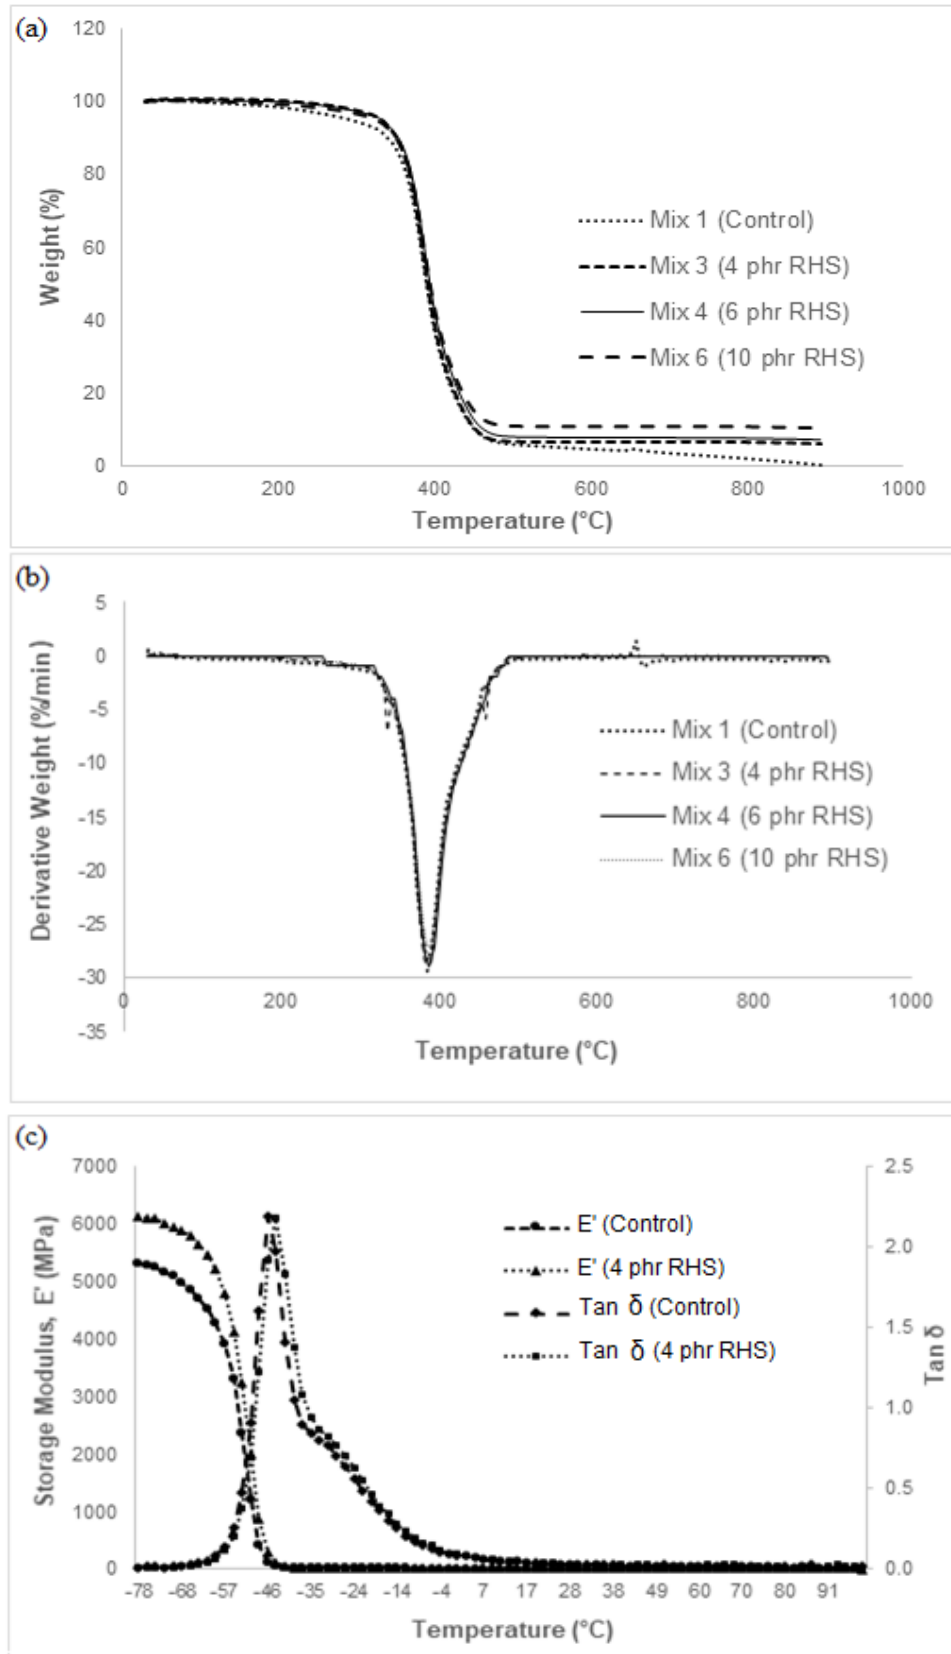 (a)
120
100
80
60
40
20
0
Weight (%)
Mix 1 (Control)
Mix 3 (4 phr RHS)
Mix 4 (6 phr RHS)
Mix 6 (10 phr RHS)
0 200 400 600 800 1000
Temperature (°C)
(b)
5
0
-5
-10
-15
-20
-25
-30
-35
Derivative Weight (%/min)
Mix 1 (Control)
Mix 3 (4 phr RHS)
Mix 4 (6 phr RHS)
Mix 6 (10 phr RHS)
0 200 400 600 800 1000
Temperature (°C)
(c)
7000
6000
5000
4000
3000
2000
1000
0
Storage Modulus, E' (MPa)
E' (Control)
E' (4 phr RHS)
Tan δ (Control)
Tan δ (4 phr RHS)
2.5
2.0
1.5
1.0
0.5
0.0
Tan δ
-78 -68 -57 -46 -35 -24 -14 -4 7 17 28 38 49 60 70 80 91
Temperature (°C)